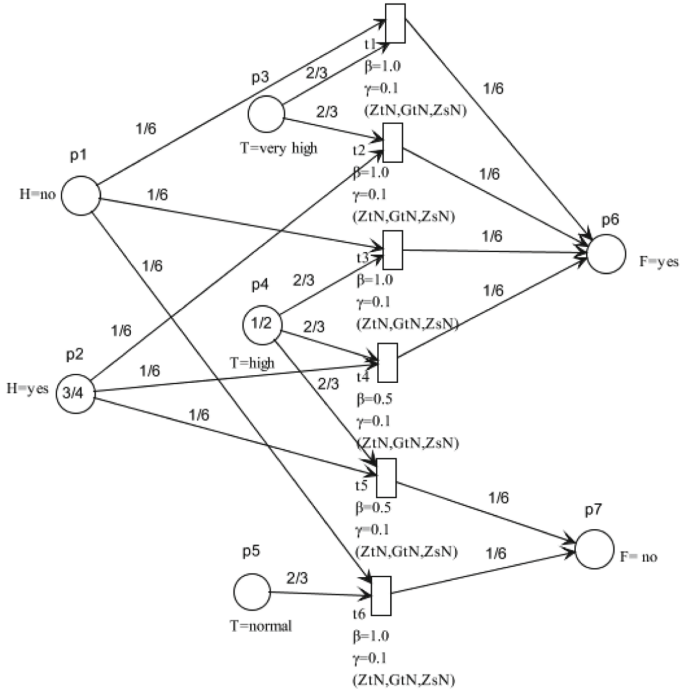 t1
β=1.0
γ=0.1
(ZtN,GtN,ZsN)
p3
2/3
2/3
T=very high
1/6
1/6
p1
H=no
1/6
1/6
t2
β=1.0
γ=0.1
(ZtN,GtN,ZsN)
1/6
p6
F=yes
t3
β=1.0
γ=0.1
(ZtN,GtN,ZsN)
1/6
1/6
p4
1/2
T=high
2/3
2/3
2/3
1/6
p2
H=yes
3/4
1/6
1/6
t4
β=0.5
γ=0.1
(ZtN,GtN,ZsN)
t5
β=0.5
γ=0.1
(ZtN,GtN,ZsN)
1/6
p7
F= no
1/6
p5
2/3
T=normal
t6
β=1.0
γ=0.1
(ZtN,GtN,ZsN)